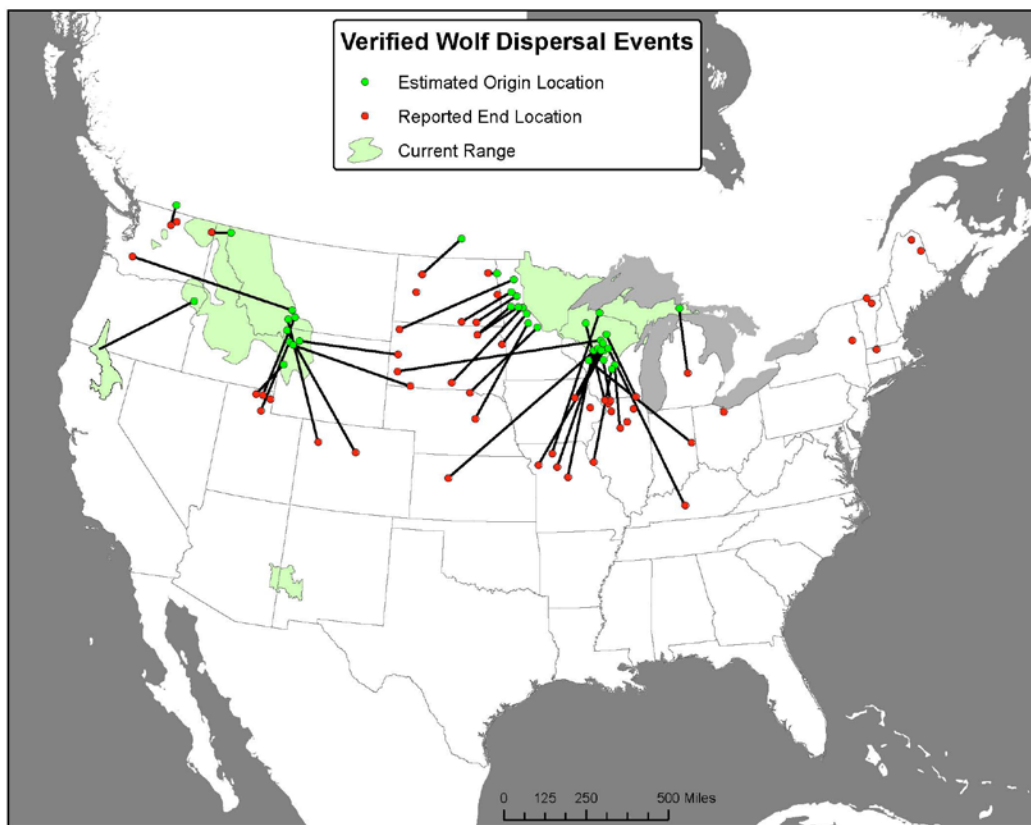 Verified Wolf Dispersal Events
Estimated Origin Location
Reported End Location
Current Range
0 125 250 500 Miles